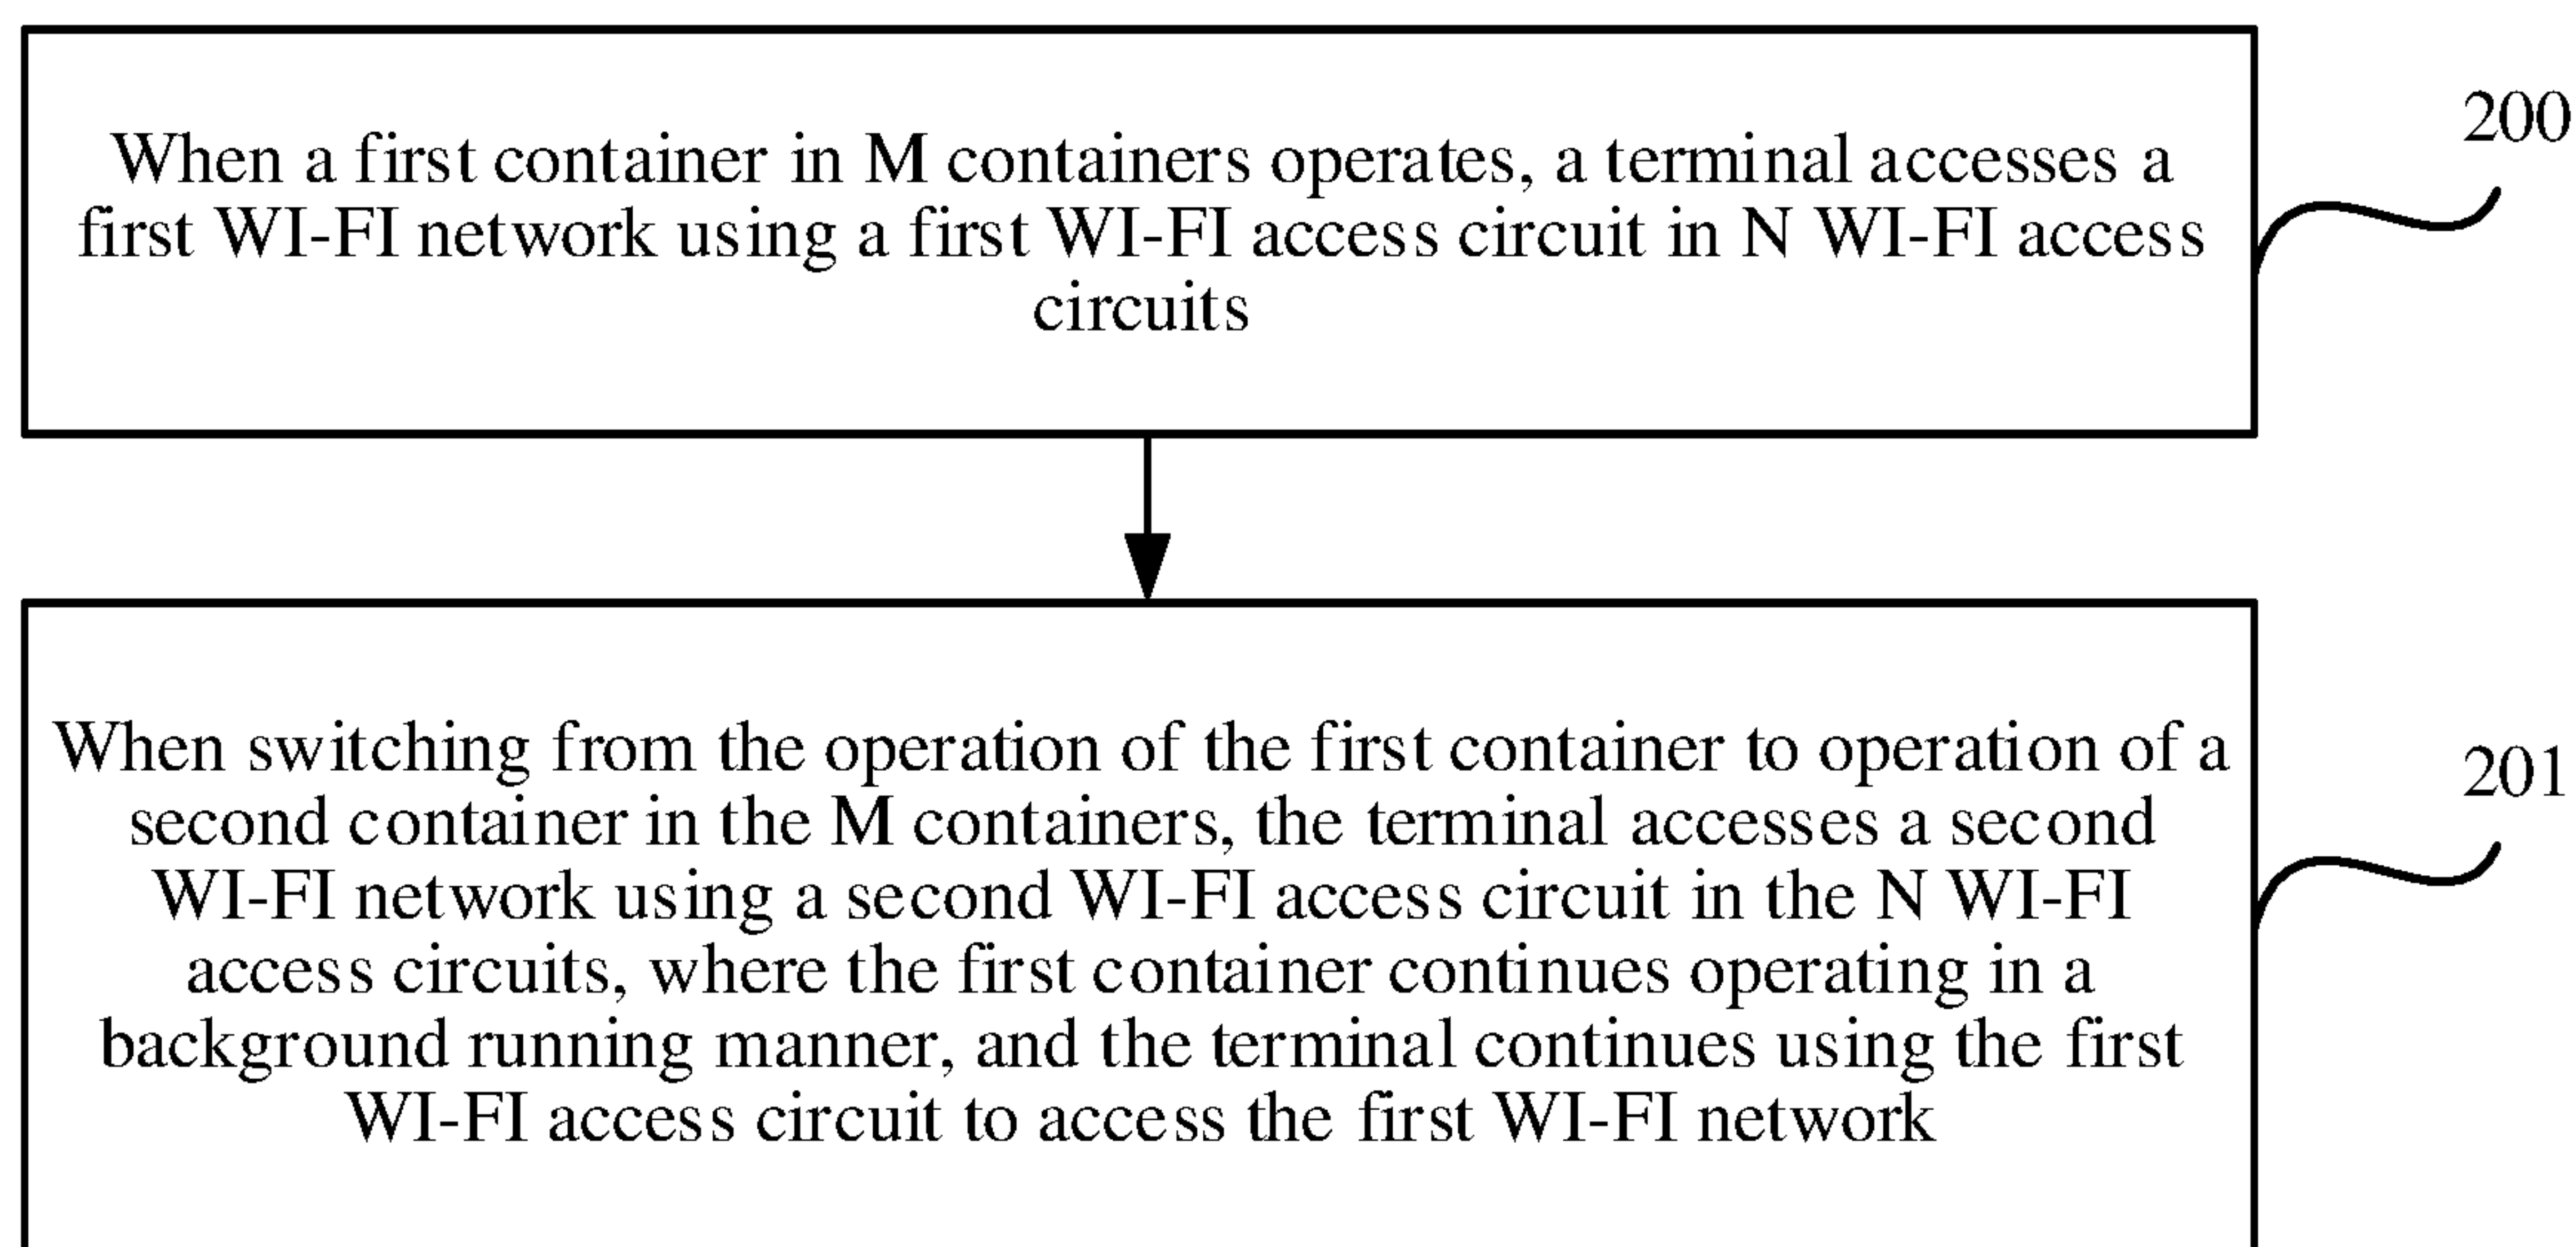 When a first container in M containers operates, a terminal accesses a
first WI-FI network using a first WI-FI access circuit in N WI-FI access
circuits
200
When switching from the operation of the first container to operation of a
second container in the M containers, the terminal accesses a second
WI-FI network using a second WI-FI access circuit in the N WI-FI
access circuits, where the first container continues operating in a
background running manner, and the terminal continues using the first
WI-FI access circuit to access the first WI-FI network
201